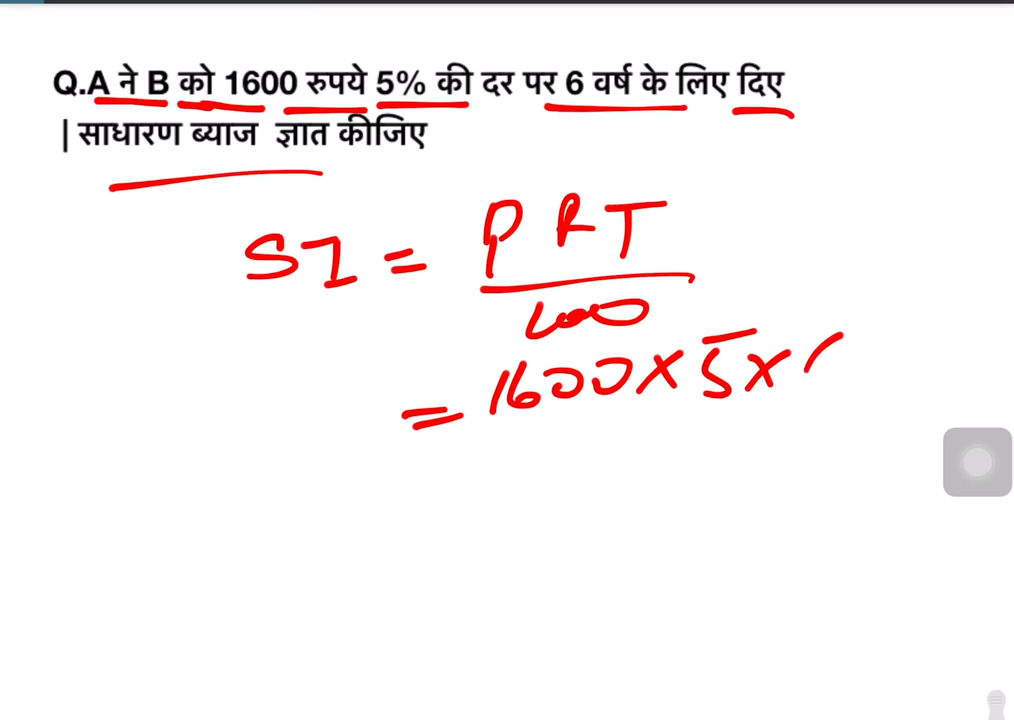 Q.A ने B को 1600 रुपये 5% की दर पर 6 वर्ष के लिए दिए
| साधारण ब्याज ज्ञात कीजिए
SI = PRT
100
= 1600 × 5 ×